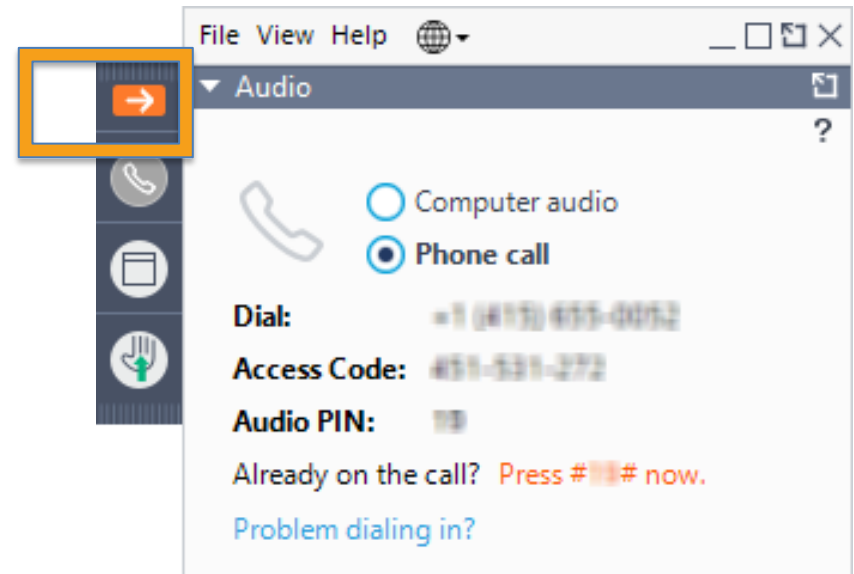 File View Help
Audio
?
Computer audio
Phone call
Dial:
Access Code:
Audio PIN:
Already on the call? Press # # now.
Problem dialing in?